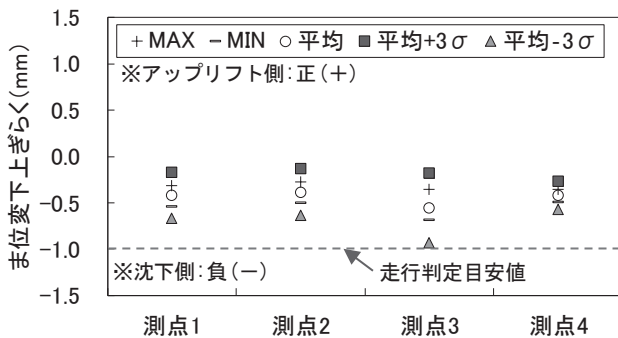 + MAX − MIN ○ 平均 ■ 平均+3σ ▲ 平均-3σ
※アップリフト側:正(+)
ま位変下上ぎらく(mm)
1.5
1.0
0.5
0.0
−0.5
−1.0
−1.5
※沈下側:負(−)
走行判定目安値
測点1 測点2 測点3 測点4